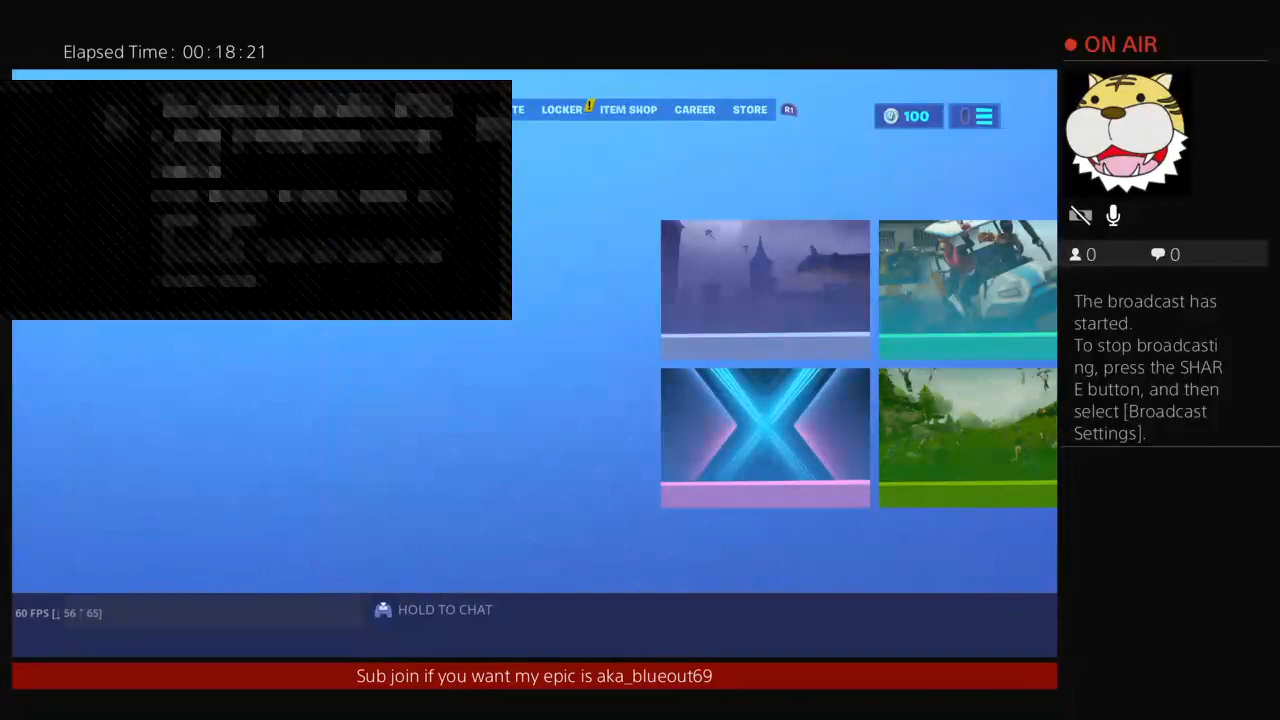 Elapsed Time: 00:18:21
ON AIR
LOCKER ! ITEM SHOP CAREER STORE R1
100
0 0
The broadcast has
started.
To stop broadcasti
ng, press the SHAR
E button, and then
select [Broadcast
Settings].
60 FPS [↓ 56 ↑ 65]
HOLD TO CHAT
Sub join if you want my epic is aka_blueout69